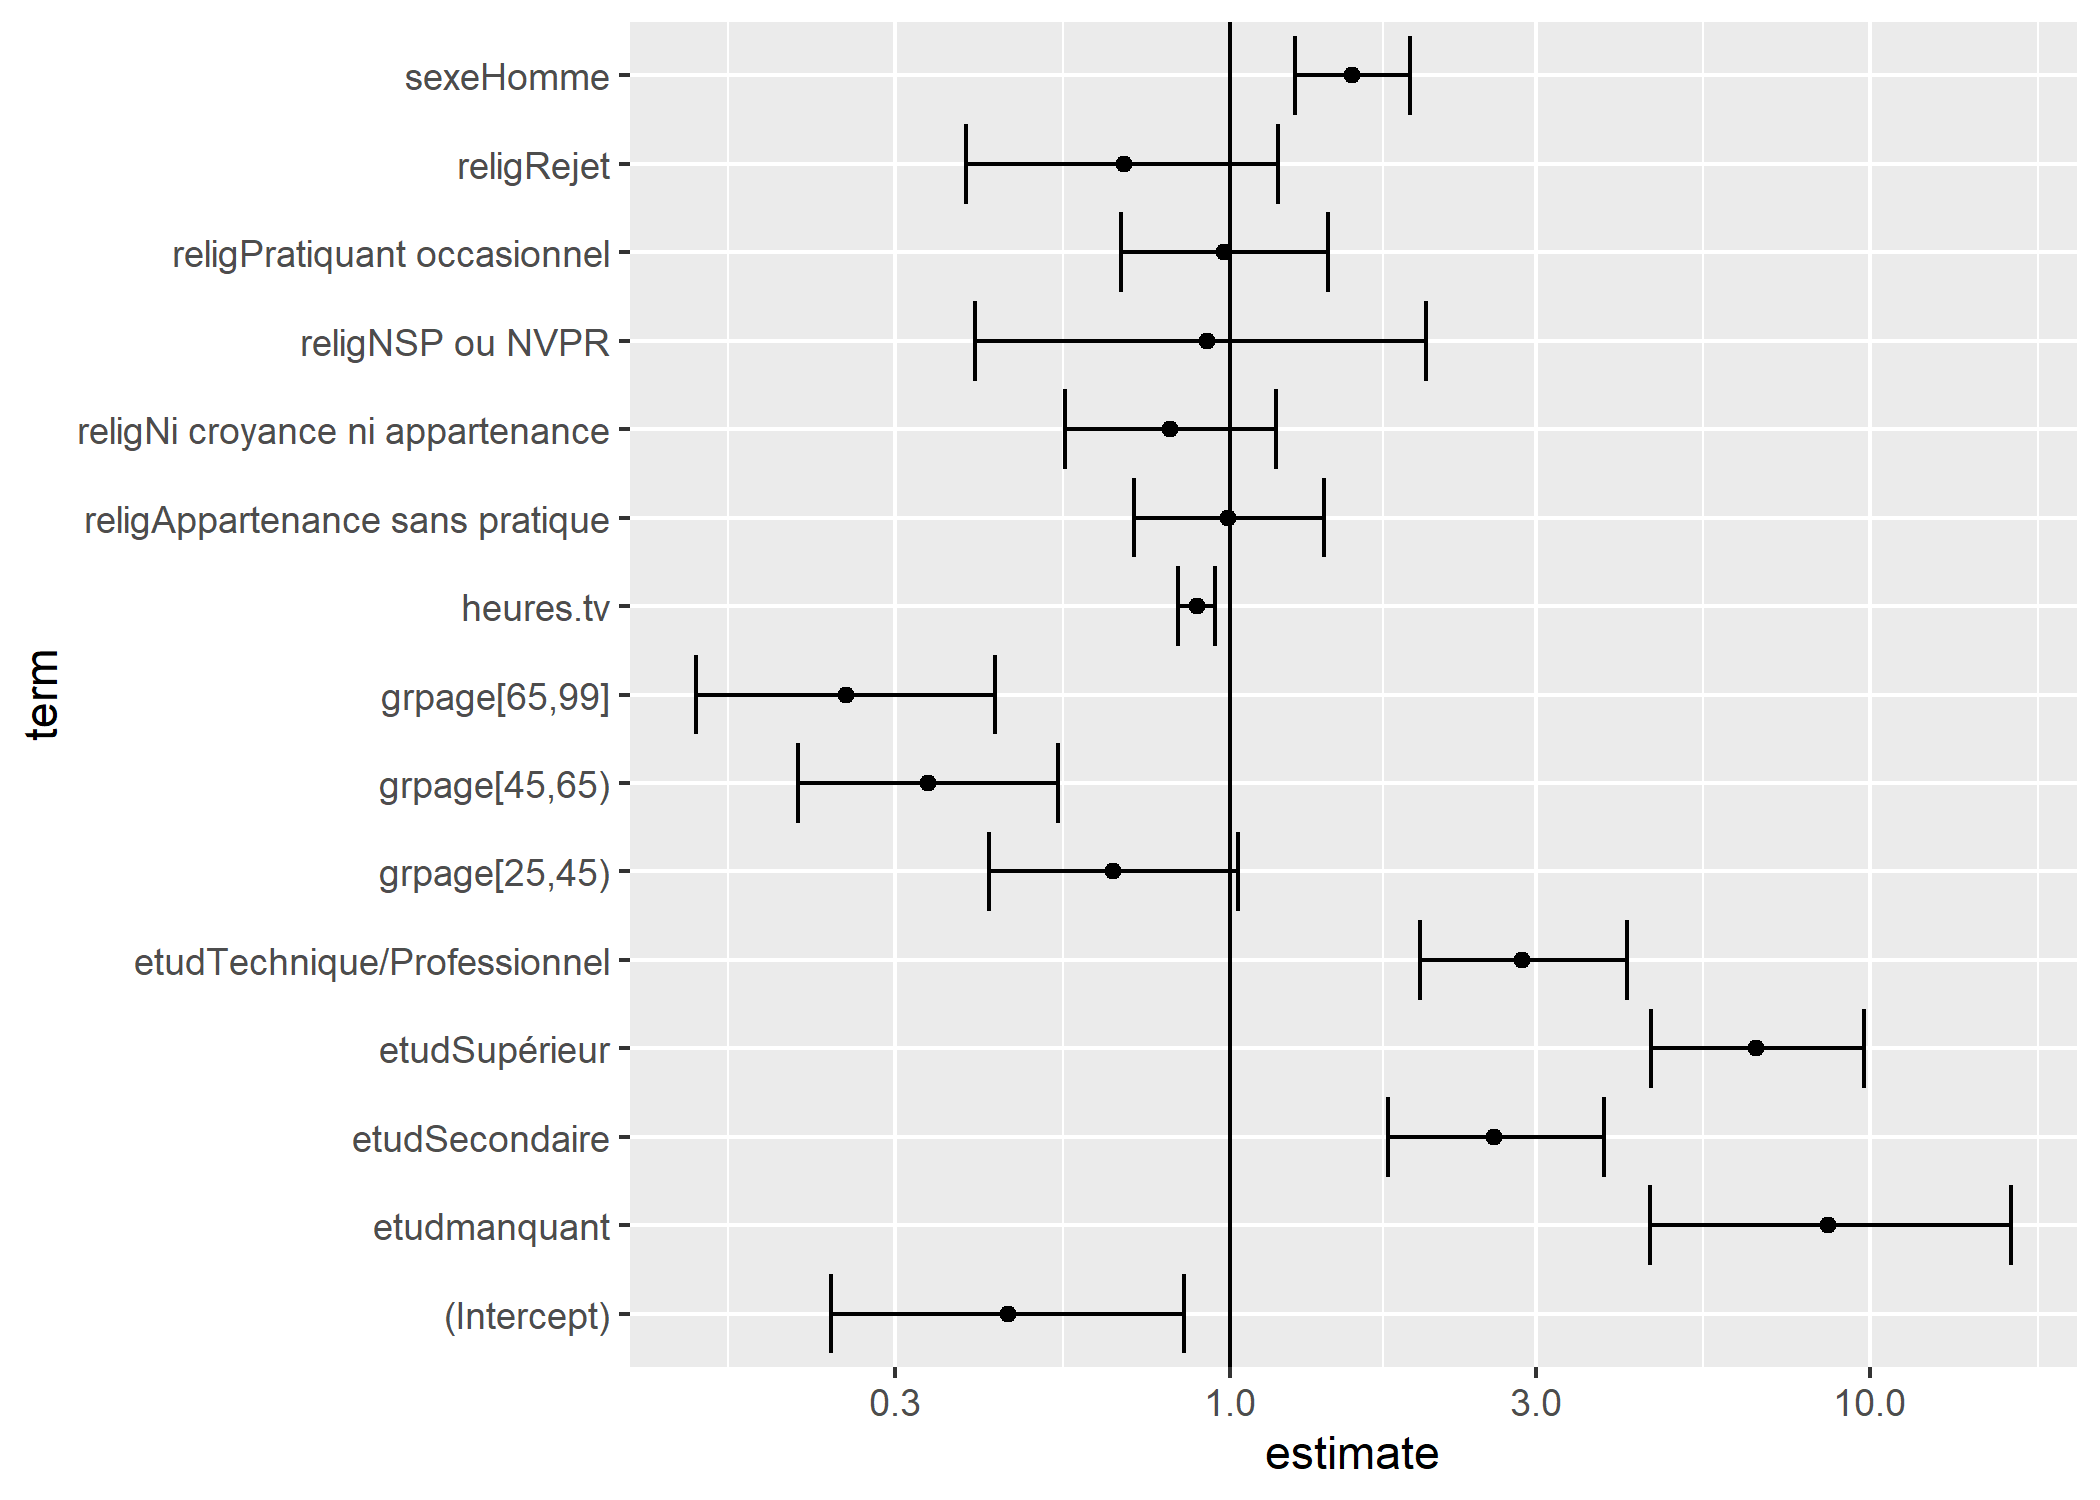 sexeHomme
religRejet
religPratiquant occasionnel
religNSP ou NVPR
religNi croyance ni appartenance
religAppartenance sans pratique
heures.tv
grpage[65,99]
grpage[45,65)
grpage[25,45)
etudTechnique/Professionnel
etudSupérieur
etudSecondaire
etudmanquant
(Intercept)
term
0.3 1.0 3.0 10.0
estimate